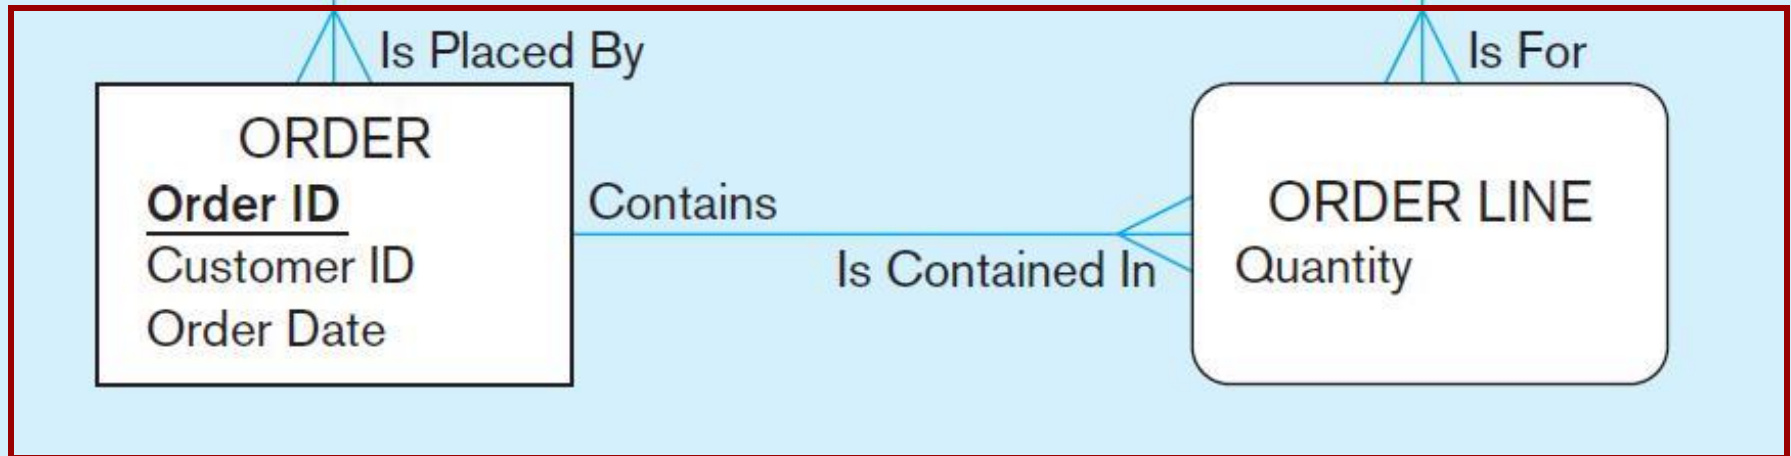 Is Placed By
Is For
ORDER
Order ID
Customer ID
Order Date
Contains
Is Contained In
ORDER LINE
Quantity